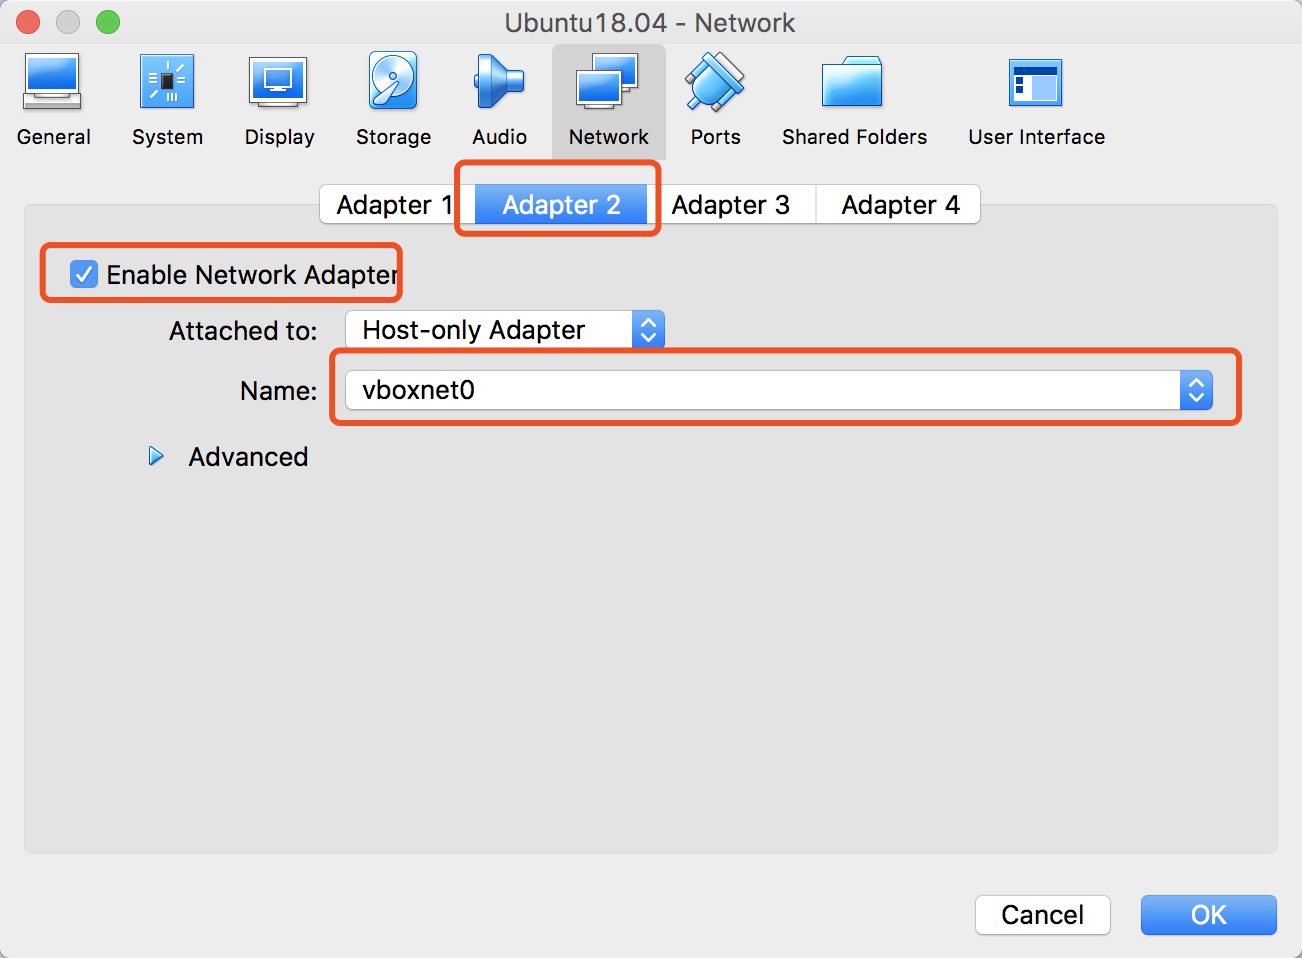 Ubuntu18.04 - Network
General System Display Storage Audio Network Ports Shared Folders User Interface
Adapter 1 Adapter 2 Adapter 3 Adapter 4
Enable Network Adapter
Attached to: Host-only Adapter
Name: vboxnet0
Advanced
Cancel OK